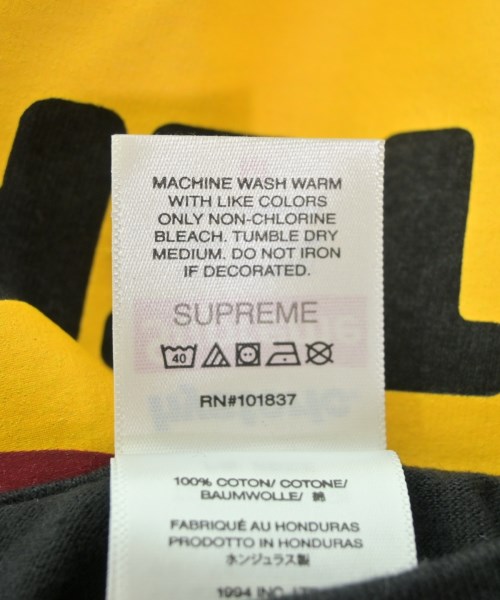 MACHINE WASH WARM
WITH LIKE COLORS
ONLY NON-CHLORINE
BLEACH. TUMBLE DRY
MEDIUM. DO NOT IRON
IF DECORATED.
SUPREME
40
RN#101837
100% COTON/ COTONE/
BAUMWOLLE/ 綿
FABRIQUÉ AU HONDURAS
PRODOTTO IN HONDURAS
ホンジュラス製
1994 INC.